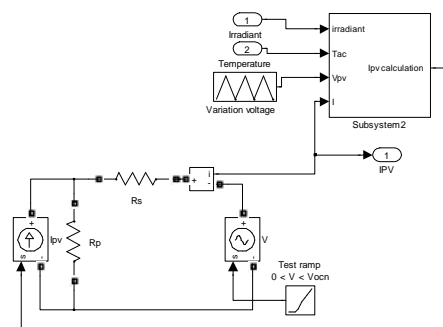 1
Irradiant
2
Temperature
Variation voltage
irradiant
Tac
Vpv
I
Ipv calculation
Subsystem2
1
IPV
i
+
-
Rs
+
Ipv
s
-
Rp
+
V
s
-
Test ramp
0 < V < Vocn